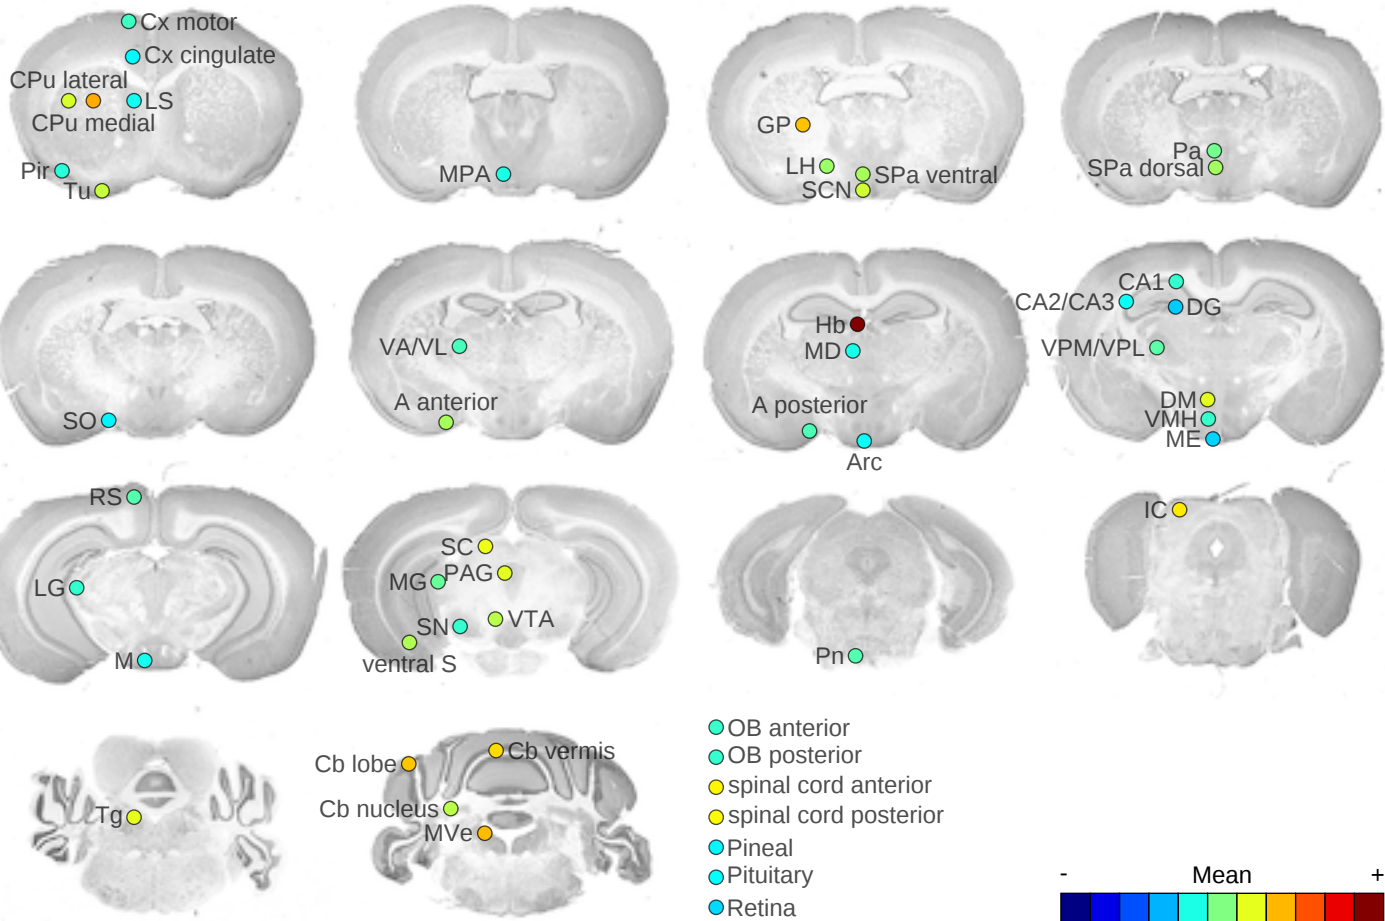 Cx motor
Cx cingulate
CPu lateral
LS
CPu medial
Pir
Tu
MPA
GP
LH
SPa ventral
SCN
Pa
SPa dorsal
SO
VA/VL
A anterior
Hb
MD
A posterior
Arc
CA1
CA2/CA3
DG
VPM/VPL
DM
VMH
ME
RS
LG
M
SC
PAG
MG
SN
VTA
ventral S
Pn
IC
Tg
Cb lobe
Cb vermis
Cb nucleus
MVe
OB anterior
OB posterior
spinal cord anterior
spinal cord posterior
Pineal
Pituitary
Retina
- Mean +